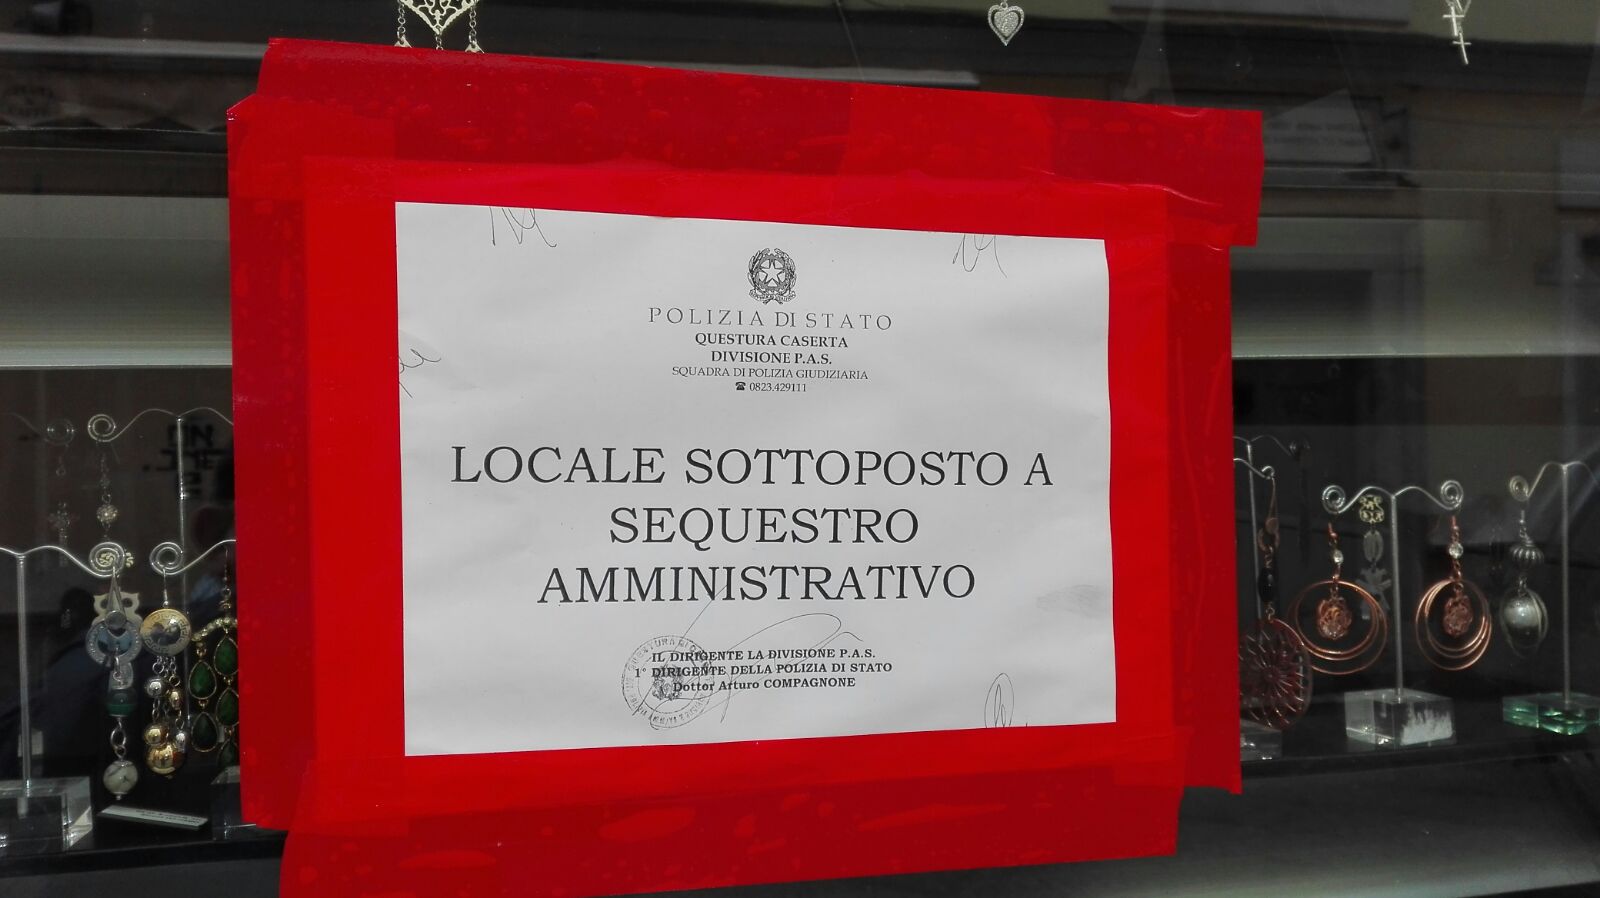 POLIZIA DI STATO
QUESTURA CASERTA
DIVISIONE P.A.S.
SQUADRA DI POLIZIA GIUDIZIARIA
☎ 0823.429111
LOCALE SOTTOPOSTO A
SEQUESTRO
AMMINISTRATIVO
IL DIRIGENTE LA DIVISIONE P.A.S.
1° DIRIGENTE DELLA POLIZIA DI STATO
Dottor Arturo COMPAGNONE